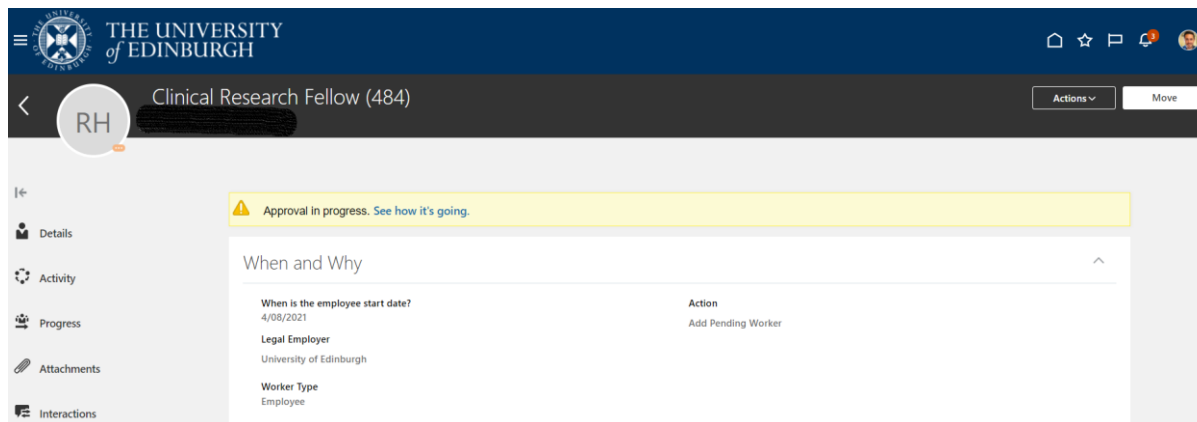 THE UNIVERSITY
of EDINBURGH
3
Clinical Research Fellow (484)
Actions
Move
RH
Approval in progress. See how it's going.
Details
Activity
Progress
Attachments
Interactions
When and Why
When is the employee start date?
4/08/2021
Legal Employer
University of Edinburgh
Worker Type
Employee
Action
Add Pending Worker